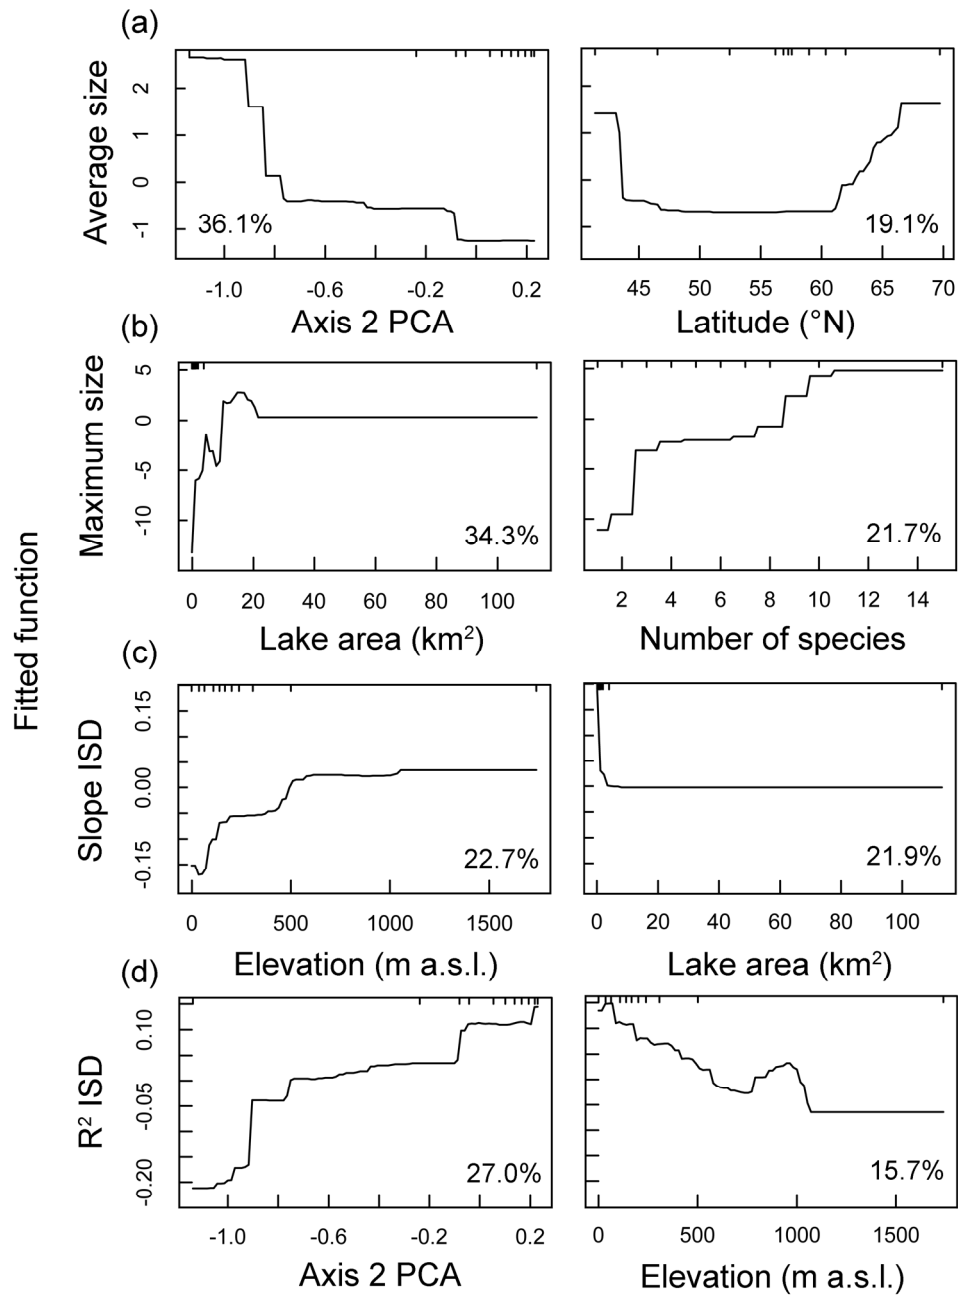 (a)
Average size
2
1
0
-1
36.1%
19.1%
-1.0 -0.6 -0.2 0.2
45 50 55 60 65 70
Axis 2 PCA
Latitude (°N)
(b)
Maximum size
5
0
-5
-10
34.3%
21.7%
0 20 40 60 80 100
2 4 6 8 10 12 14
Lake area (km²)
Number of species
Fitted function
(c)
Slope ISD
0.15
0.00
-0.15
22.7%
21.9%
0 500 1000 1500
0 20 40 60 80 100
Elevation (m a.s.l.)
Lake area (km²)
(d)
R² ISD
0.10
-0.05
-0.20
27.0%
15.7%
-1.0 -0.6 -0.2 0.2
0 500 1000 1500
Axis 2 PCA
Elevation (m a.s.l.)